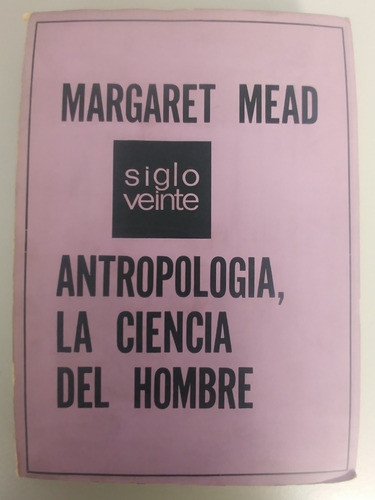 MARGARET MEAD
siglo
veinte
ANTROPOLOGIA,
LA CIENCIA
DEL HOMBRE